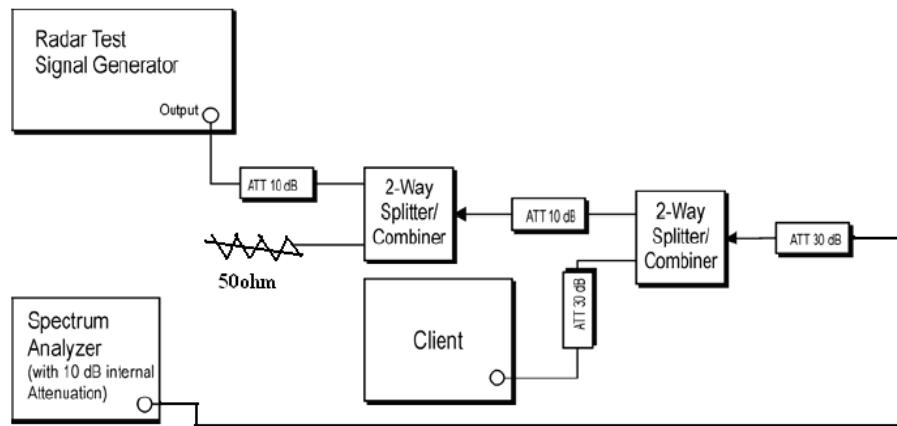 Radar Test
Signal Generator
Output
ATT 10 dB
2-Way
Splitter/
Combiner
ATT 10 dB
2-Way
Splitter/
Combiner
ATT 30 dB
50ohm
ATT 30 dB
Client
Spectrum
Analyzer
(with 10 dB internal
Attenuation)